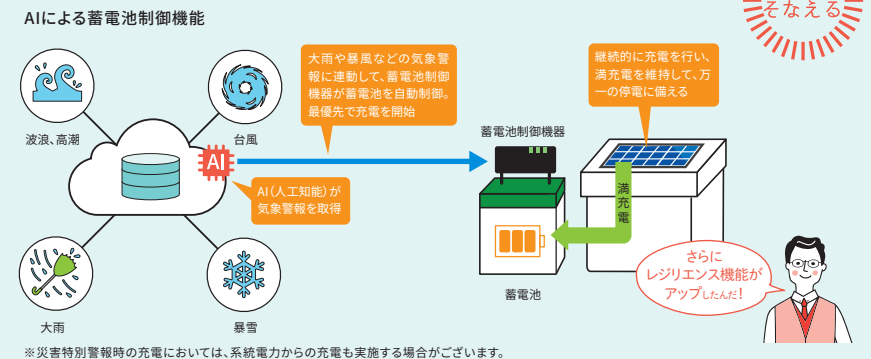 そなえる
AIによる蓄電池制御機能
大雨や暴風などの気象警
報に連動して、蓄電池制御
機器が蓄電池を自動制御。
最優先で充電を開始
継続的に充電を行い、
満充電を維持して、万
一の停電に備える
波浪、高潮
台風
蓄電池制御機器
AI
AI(人工知能)が
気象警報を取得
満充電
さらに
レジリエンス機能が
アップしたんだ!
大雨
暴雪
蓄電池
※災害特別警報時の充電においては、系統電力からの充電も実施する場合がございます。